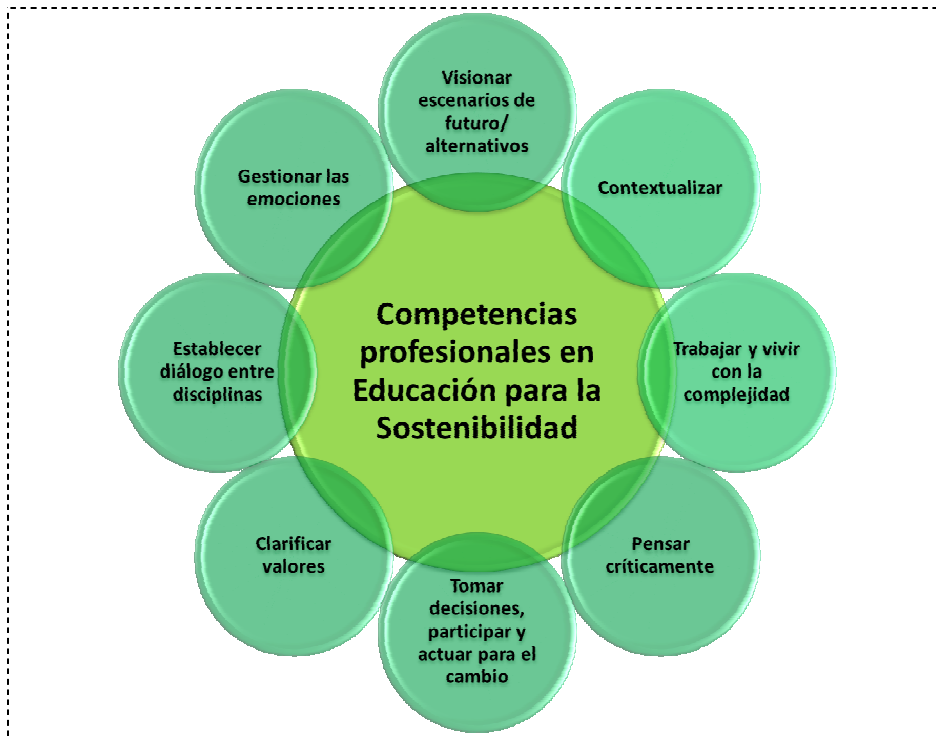 Visionar
escenarios de
futuro/
alternativos
Contextualizar
Trabajar y vivir
con la
complejidad
Pensar
críticamente
Tomar
decisiones,
participar y
actuar para el
cambio
Clarificar
valores
Establecer
diálogo entre
disciplinas
Gestionar las
emociones
Competencias
profesionales en
Educación para la
Sostenibilidad